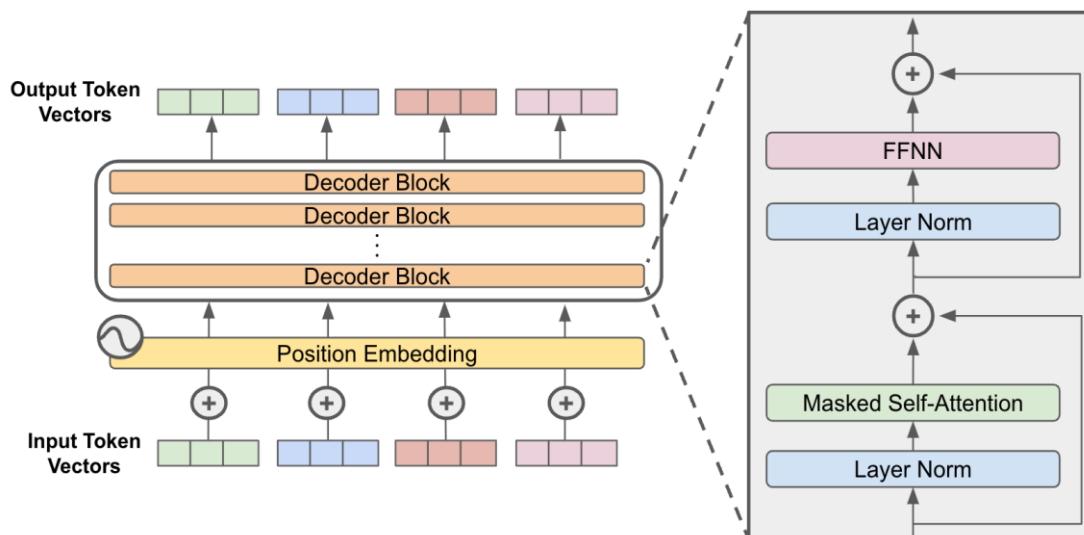 Output Token
Vectors
Decoder Block
Decoder Block
Decoder Block
Position Embedding
Input Token
Vectors
FFNN
Layer Norm
Masked Self-Attention
Layer Norm